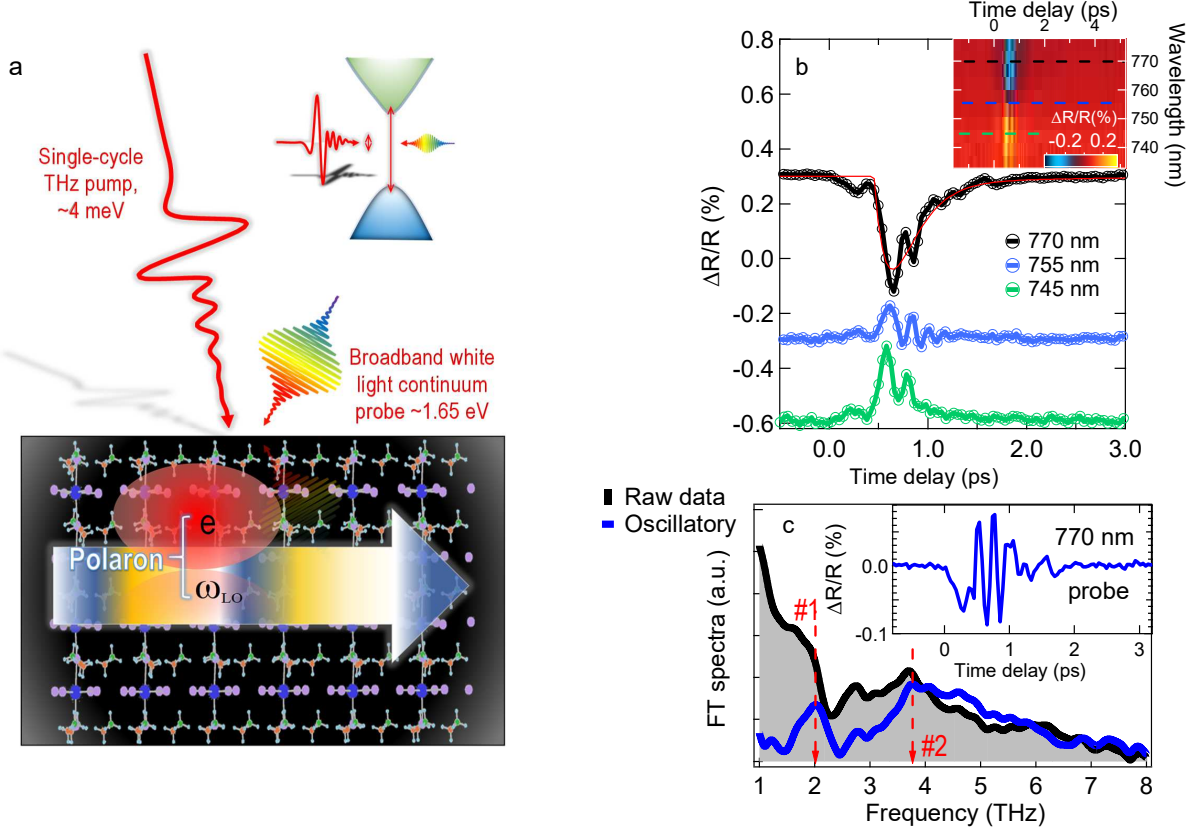 a
Single-cycle
THz pump,
~4 meV
Broadband white
light continuum
probe ~1.65 eV
e
Polaron
ω_LO
b
Time delay (ps)
0 2 4
Wavelength (nm)
770
760
750
740
ΔR/R(%)
-0.2 0.2
0.8
0.6
0.4
0.2
0.0
-0.2
-0.4
-0.6
ΔR/R (%)
770 nm
755 nm
745 nm
0.0 1.0 2.0 3.0
Time delay (ps)
Raw data
Oscillatory
c
FT spectra (a.u.)
#1
#2
770 nm
probe
ΔR/R (%)
0.0
-0.1
0 1 2 3
Time delay (ps)
1 2 3 4 5 6 7 8
Frequency (THz)